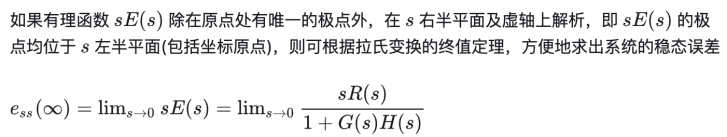 如果有理函数 sE(s) 除在原点处有唯一的极点外，在 s 右半平面及虚轴上解析，即 sE(s) 的极
点均位于 s 左半平面(包括坐标原点)，则可根据拉氏变换的终值定理，方便地求出系统的稳态误差
e_{ss}(∞) = lim_{s→0} sE(s) = lim_{s→0} \frac{sR(s)}{1 + G(s)H(s)}